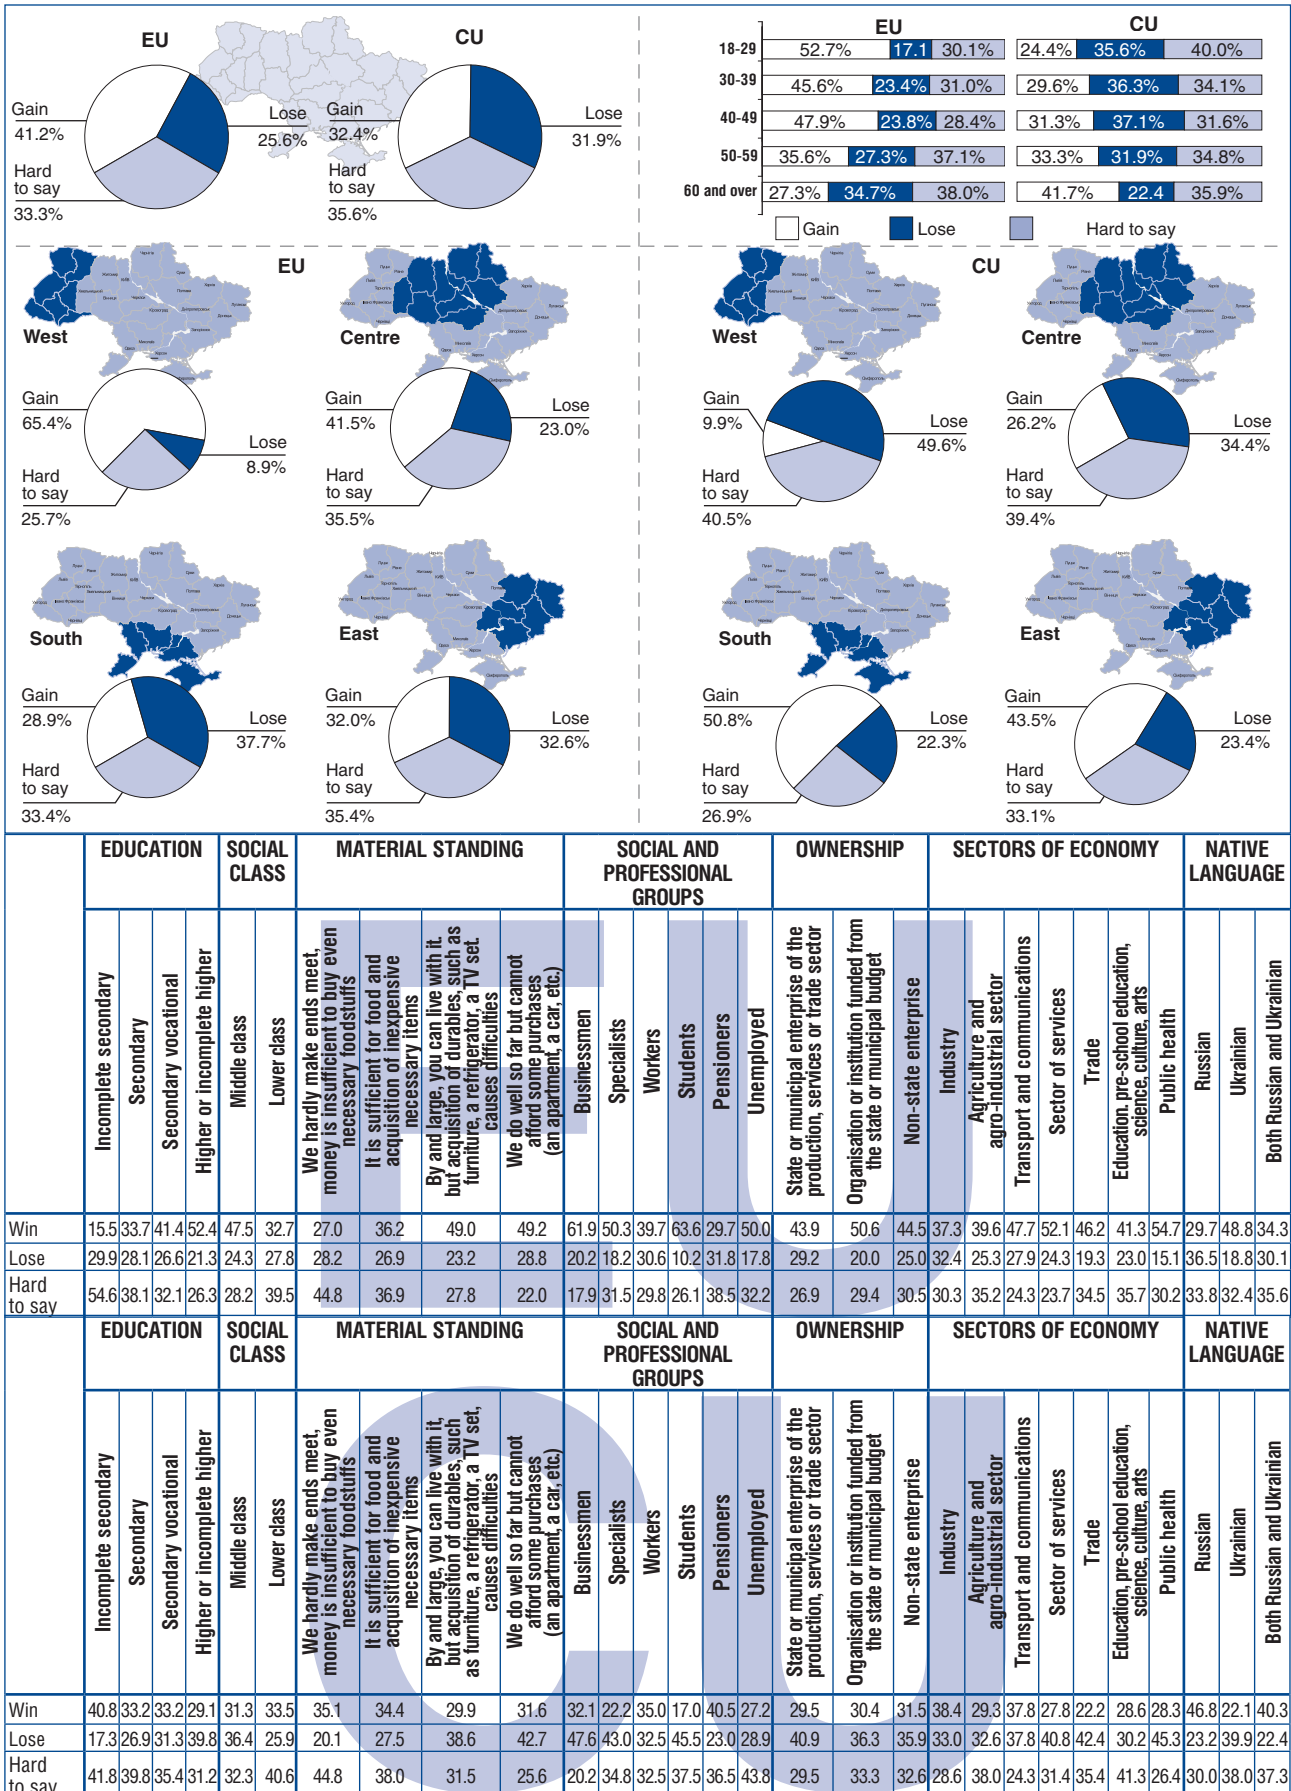 EU
CU
Gain
41.2%
Lose
25.6%
Hard
to say
33.3%
Gain
32.4%
Lose
31.9%
Hard
to say
35.6%
EU
CU
18-29
52.7%
17.1
30.1%
24.4%
35.6%
40.0%
30-39
45.6%
23.4%
31.0%
29.6%
36.3%
34.1%
40-49
47.9%
23.8%
28.4%
31.3%
37.1%
31.6%
50-59
35.6%
27.3%
37.1%
33.3%
31.9%
34.8%
60 and over
27.3%
34.7%
38.0%
41.7%
22.4
35.9%
Gain
Lose
Hard to say
EU
West
Gain
65.4%
Lose
8.9%
Hard
to say
25.7%
Centre
Gain
41.5%
Lose
23.0%
Hard
to say
35.5%
South
Gain
28.9%
Lose
37.7%
Hard
to say
33.4%
East
Gain
32.0%
Lose
32.6%
Hard
to say
35.4%
CU
West
Gain
9.9%
Lose
49.6%
Hard
to say
40.5%
Centre
Gain
26.2%
Lose
34.4%
Hard
to say
39.4%
South
Gain
50.8%
Lose
22.3%
Hard
to say
26.9%
East
Gain
43.5%
Lose
23.4%
Hard
to say
33.1%
EU
EDUCATION
SOCIAL
CLASS
MATERIAL STANDING
SOCIAL AND
PROFESSIONAL
GROUPS
OWNERSHIP
SECTORS OF ECONOMY
NATIVE
LANGUAGE
Incomplete secondary
Secondary
Secondary vocational
Higher or incomplete higher
Middle class
Lower class
We hardly make ends meet,
money is insufficient to buy even
necessary foodstuffs
It is sufficient for food and
acquisition of inexpensive
necessary items
By and large, you can live with it.
but acquisition of durables, such as
furniture, a refrigerator, a TV set.
causes difficulties
We do well so far but cannot
afford some purchases
(an apartment, a car, etc.)
Businessmen
Specialists
Workers
Students
Pensioners
Unemployed
State or municipal enterprise of the
production, services or trade sector
Organisation or institution funded from
the state or municipal budget
Non-state enterprise
Industry
Agriculture and
agro-industrial sector
Transport and communications
Sector of services
Trade
Education, pre-school education,
science, culture, arts
Public health
Russian
Ukrainian
Both Russian and Ukrainian
Win 15.5 33.7 41.4 52.4 47.5 32.7 27.0 36.2 49.0 49.2 61.9 50.3 39.7 63.6 29.7 50.0 43.9 50.6 44.5 37.3 39.6 47.7 52.1 46.2 41.3 54.7 29.7 48.8 34.3
Lose 29.9 28.1 26.6 21.3 24.3 27.8 28.2 26.9 23.2 28.8 20.2 18.2 30.6 10.2 31.8 17.8 29.2 20.0 25.0 32.4 25.3 27.9 24.3 19.3 23.0 15.1 36.5 18.8 30.1
Hard
to say 54.6 38.1 32.1 26.3 28.2 39.5 44.8 36.9 27.8 22.0 17.9 31.5 29.8 26.1 38.5 32.2 26.9 29.4 30.5 30.3 35.2 24.3 23.7 34.5 35.7 30.2 33.8 32.4 35.6
CU
EDUCATION
SOCIAL
CLASS
MATERIAL STANDING
SOCIAL AND
PROFESSIONAL
GROUPS
OWNERSHIP
SECTORS OF ECONOMY
NATIVE
LANGUAGE
Incomplete secondary
Secondary
Secondary vocational
Higher or incomplete higher
Middle class
Lower class
We hardly make ends meet,
money is insufficient to buy even
necessary foodstuffs
It is sufficient for food and
acquisition of inexpensive
necessary items
By and large, you can live with it,
but acquisition of durables, such
as furniture, a refrigerator, a TV set,
causes difficulties
We do well so far but cannot
afford some purchases
(an apartment, a car, etc.)
Businessmen
Specialists
Workers
Students
Pensioners
Unemployed
State or municipal enterprise of the
production, services or trade sector
Organisation or institution funded from
the state or municipal budget
Non-state enterprise
Industry
Agriculture and
agro-industrial sector
Transport and communications
Sector of services
Trade
Education, pre-school education,
science, culture, arts
Public health
Russian
Ukrainian
Both Russian and Ukrainian
Win 40.8 33.2 33.2 29.1 31.3 33.5 35.1 34.4 29.9 31.6 32.1 22.2 35.0 17.0 40.5 27.2 29.5 30.4 31.5 38.4 29.3 37.8 27.8 22.2 28.6 28.3 46.8 22.1 40.3
Lose 17.3 26.9 31.3 39.8 36.4 25.9 20.1 27.5 38.6 42.7 47.6 43.0 32.5 45.5 23.0 28.9 40.9 36.3 35.9 33.0 32.6 37.8 40.8 42.4 30.2 45.3 23.2 39.9 22.4
Hard
to say 41.8 39.8 35.4 31.2 32.3 40.6 44.8 38.0 31.5 25.6 20.2 34.8 32.5 37.5 36.5 43.8 29.5 33.3 32.6 28.6 38.0 24.3 31.4 35.4 41.3 26.4 30.0 38.0 37.3